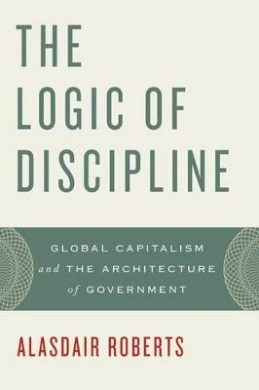 THE
LOGIC OF
DISCIPLINE
GLOBAL CAPITALISM
and THE ARCHITECTURE
of GOVERNMENT
ALASDAIR ROBERTS